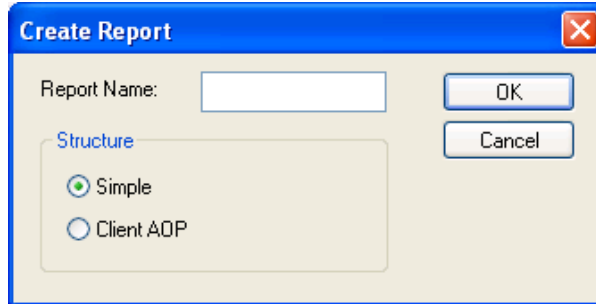 Create Report
Report Name:
OK
Cancel
Structure
Simple
Client AOP